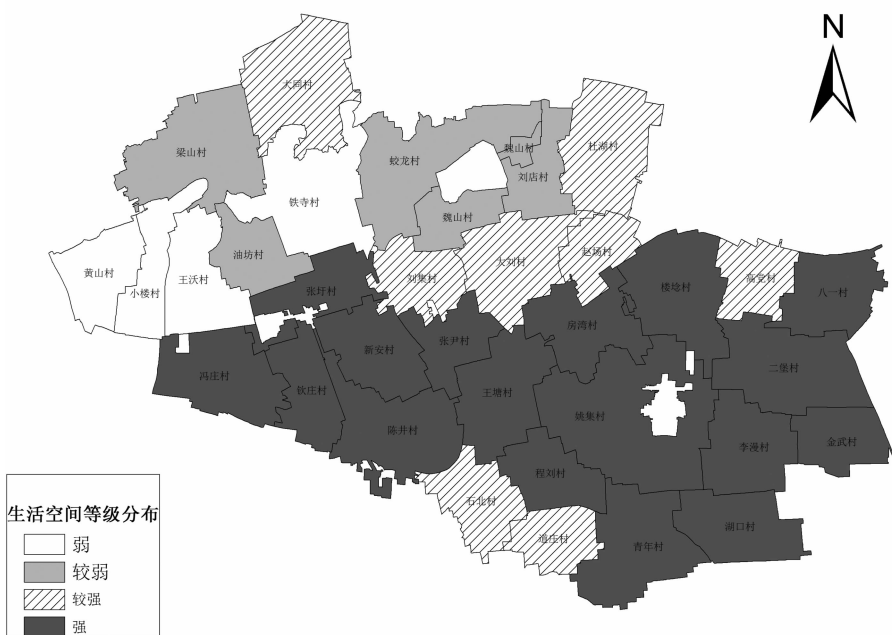 N
大同村
梁山村
蛟龙村
魏山村
杜湖村
刘店村
铁寺村
魏山村
油坊村
黄山村
小楼村
王沃村
刘集村
大刘村
赵场村
张圩村
楼埝村
高党村
八一村
房湾村
张尹村
新安村
冯庄村
钦庄村
王塘村
二堡村
姚集村
陈井村
李漫村
金武村
程刘村
石北村
道庄村
青年村
湖口村
生活空间等级分布
弱
较弱
较强
强